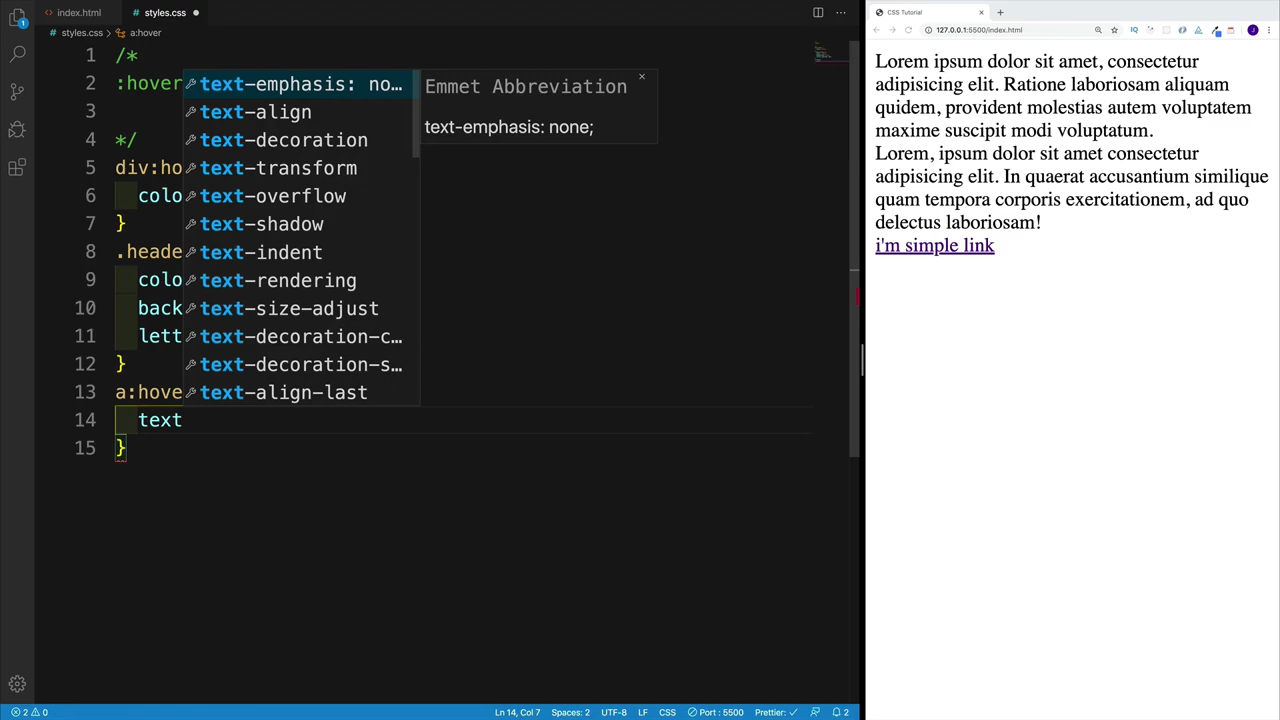 index.html
styles.css
styles.css > a:hover
1 /*
2 :hover
3
4 */
5 div:ho
6 colo
7 }
8 .heade
9 colo
10 back
11 lett
12 }
13 a:hove
14 text
15 }
text-emphasis: no…
text-align
text-decoration
text-transform
text-overflow
text-shadow
text-indent
text-rendering
text-size-adjust
text-decoration-c…
text-decoration-s…
text-align-last
Emmet Abbreviation
text-emphasis: none;
1
2 0
Ln 14, Col 7
Spaces: 2
UTF-8
LF
CSS
Port : 5500
Prettier: ✓
2
CSS Tutorial
127.0.0.1:5500/index.html
J
Lorem ipsum dolor sit amet, consectetur
adipisicing elit. Ratione laboriosam aliquam
quidem, provident molestias autem voluptatem
maxime suscipit modi voluptatum.
Lorem, ipsum dolor sit amet consectetur
adipisicing elit. In quaerat accusantium similique
quam tempora corporis exercitationem, ad quo
delectus laboriosam!
i'm simple link